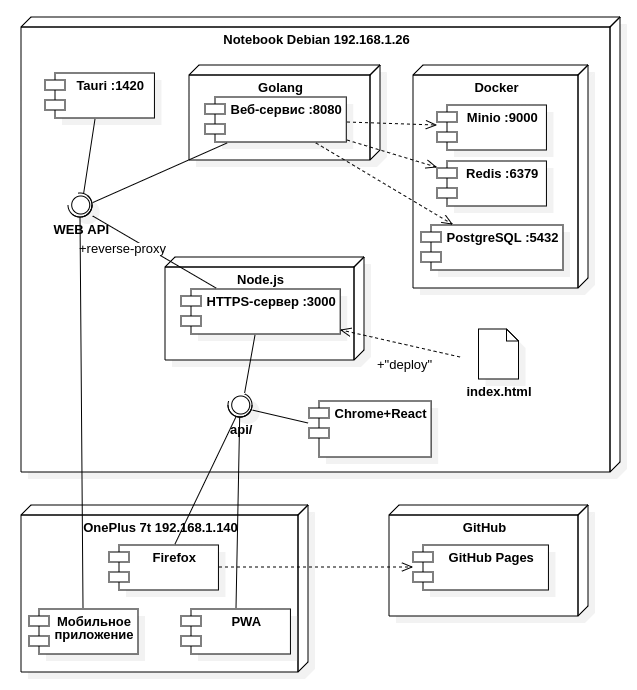 Notebook Debian 192.168.1.26
Tauri :1420
Golang
Веб-сервис :8080
Docker
Minio :9000
Redis :6379
PostgreSQL :5432
WEB API
+reverse-proxy
Node.js
HTTPS-сервер :3000
+"deploy"
index.html
api/
Chrome+React
OnePlus 7t 192.168.1.140
Firefox
Мобильное
приложение
PWA
GitHub
GitHub Pages